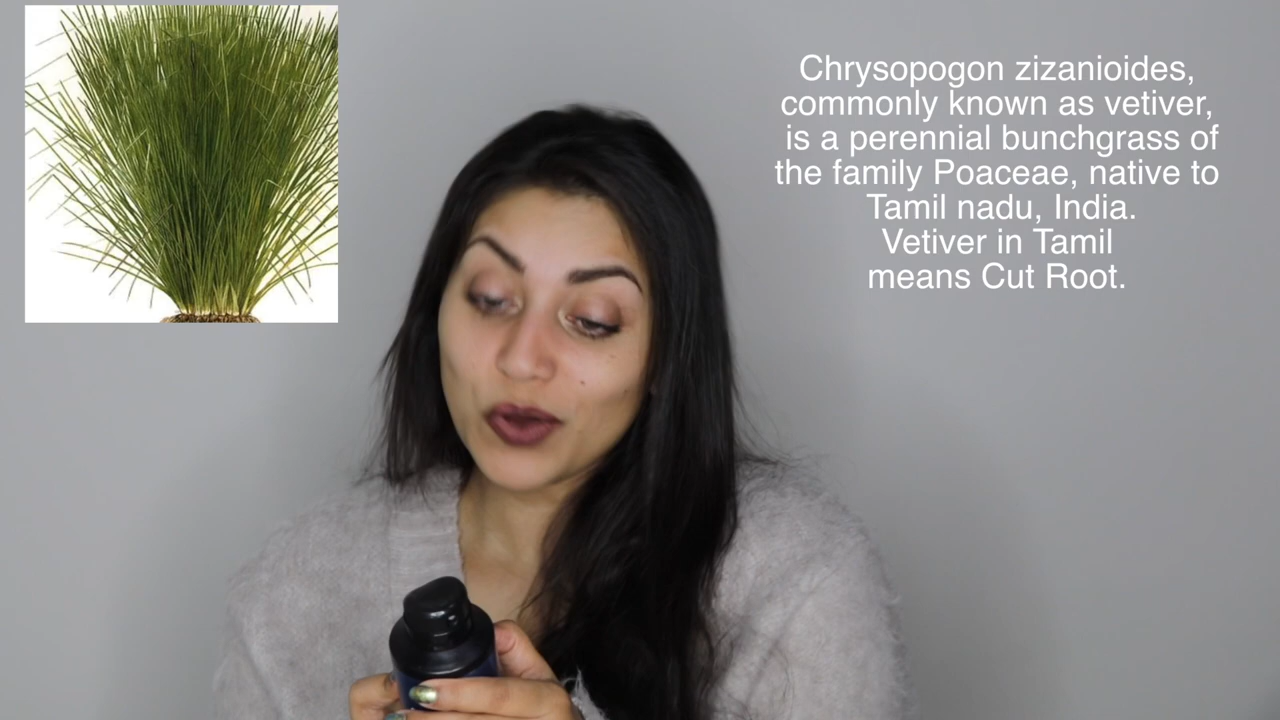 Chrysopogon zizanioides,
commonly known as vetiver,
is a perennial bunchgrass of
the family Poaceae, native to
Tamil nadu, India.
Vetiver in Tamil
means Cut Root.